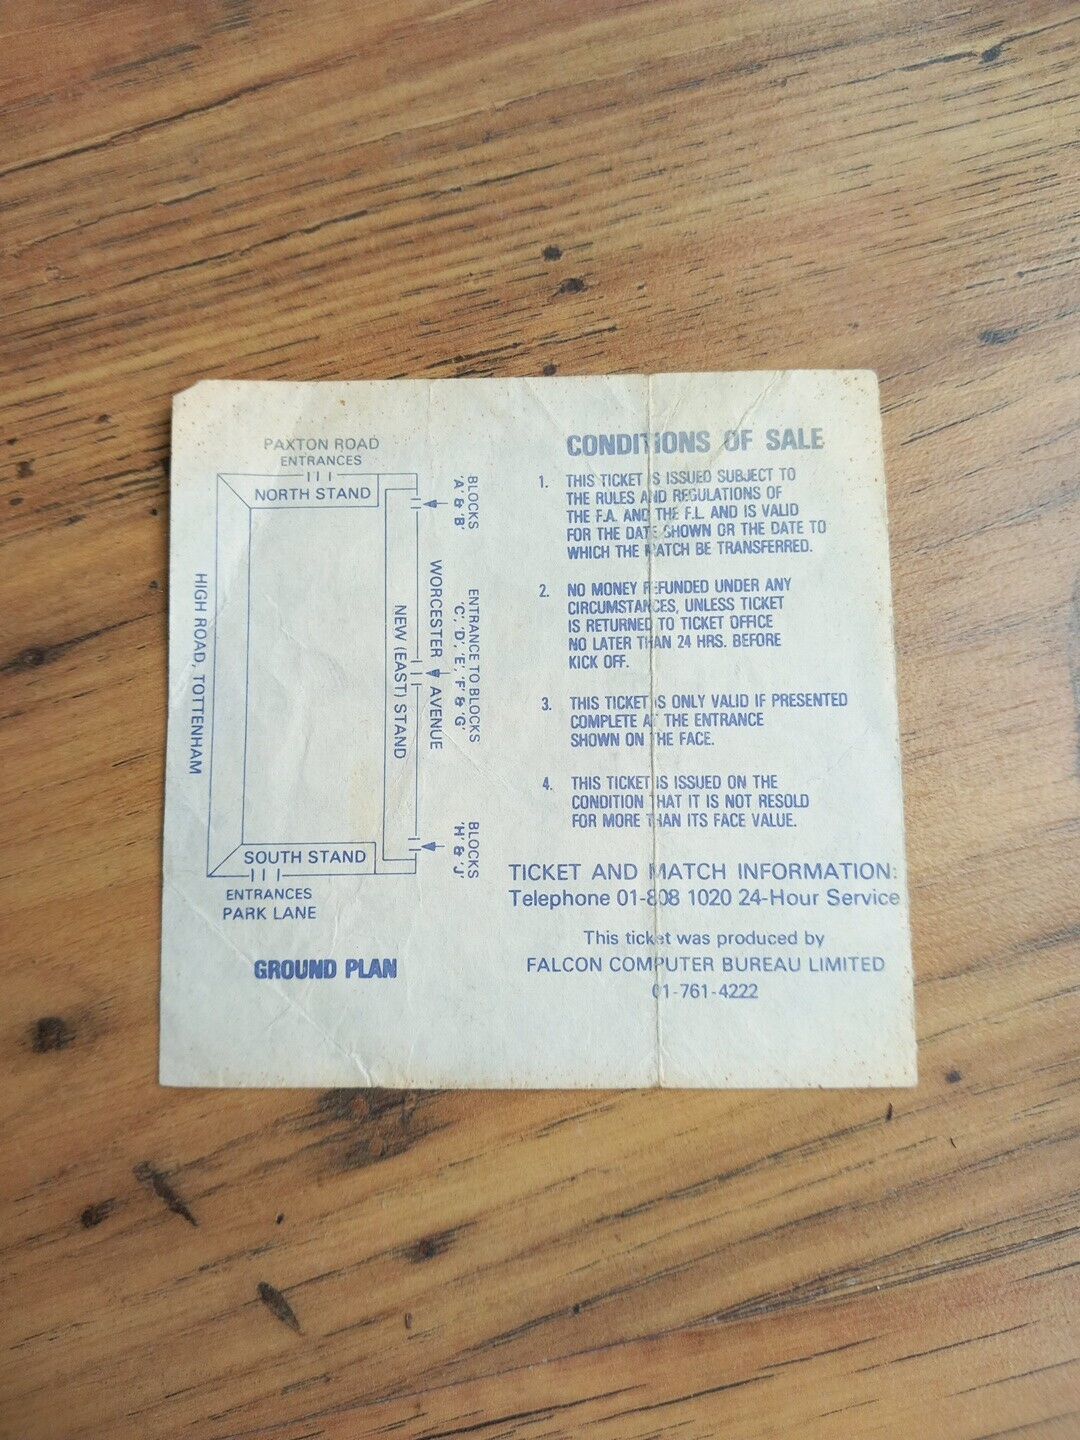 PAXTON ROAD
ENTRANCES
NORTH STAND
HIGH ROAD, TOTTENHAM
NEW (EAST) STAND
WORCESTER AVENUE
BLOCKS
'A' & 'B'
ENTRANCE TO BLOCKS
'C', 'D', 'E', 'F' & 'G'
BLOCKS
'H' & 'J'
SOUTH STAND
ENTRANCES
PARK LANE
GROUND PLAN
CONDITIONS OF SALE
1. THIS TICKET IS ISSUED SUBJECT TO
THE RULES AND REGULATIONS OF
THE F.A. AND THE F.L. AND IS VALID
FOR THE DATE SHOWN OR THE DATE TO
WHICH THE MATCH BE TRANSFERRED.
2. NO MONEY REFUNDED UNDER ANY
CIRCUMSTANCES, UNLESS TICKET
IS RETURNED TO TICKET OFFICE
NO LATER THAN 24 HRS. BEFORE
KICK OFF.
3. THIS TICKET IS ONLY VALID IF PRESENTED
COMPLETE AT THE ENTRANCE
SHOWN ON THE FACE.
4. THIS TICKET IS ISSUED ON THE
CONDITION THAT IT IS NOT RESOLD
FOR MORE THAN ITS FACE VALUE.
TICKET AND MATCH INFORMATION:
Telephone 01-808 1020 24-Hour Service
This ticket was produced by
FALCON COMPUTER BUREAU LIMITED
01-761-4222